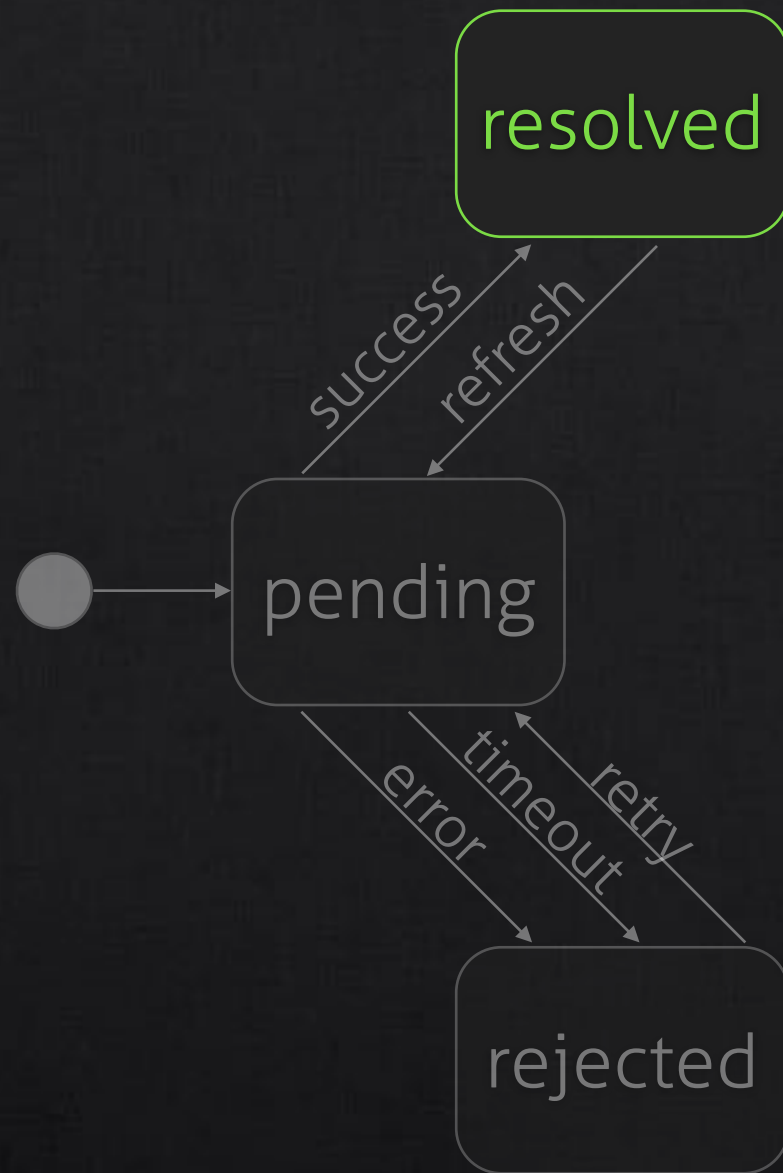 resolved
success
refresh
pending
error
timeout
retry
rejected